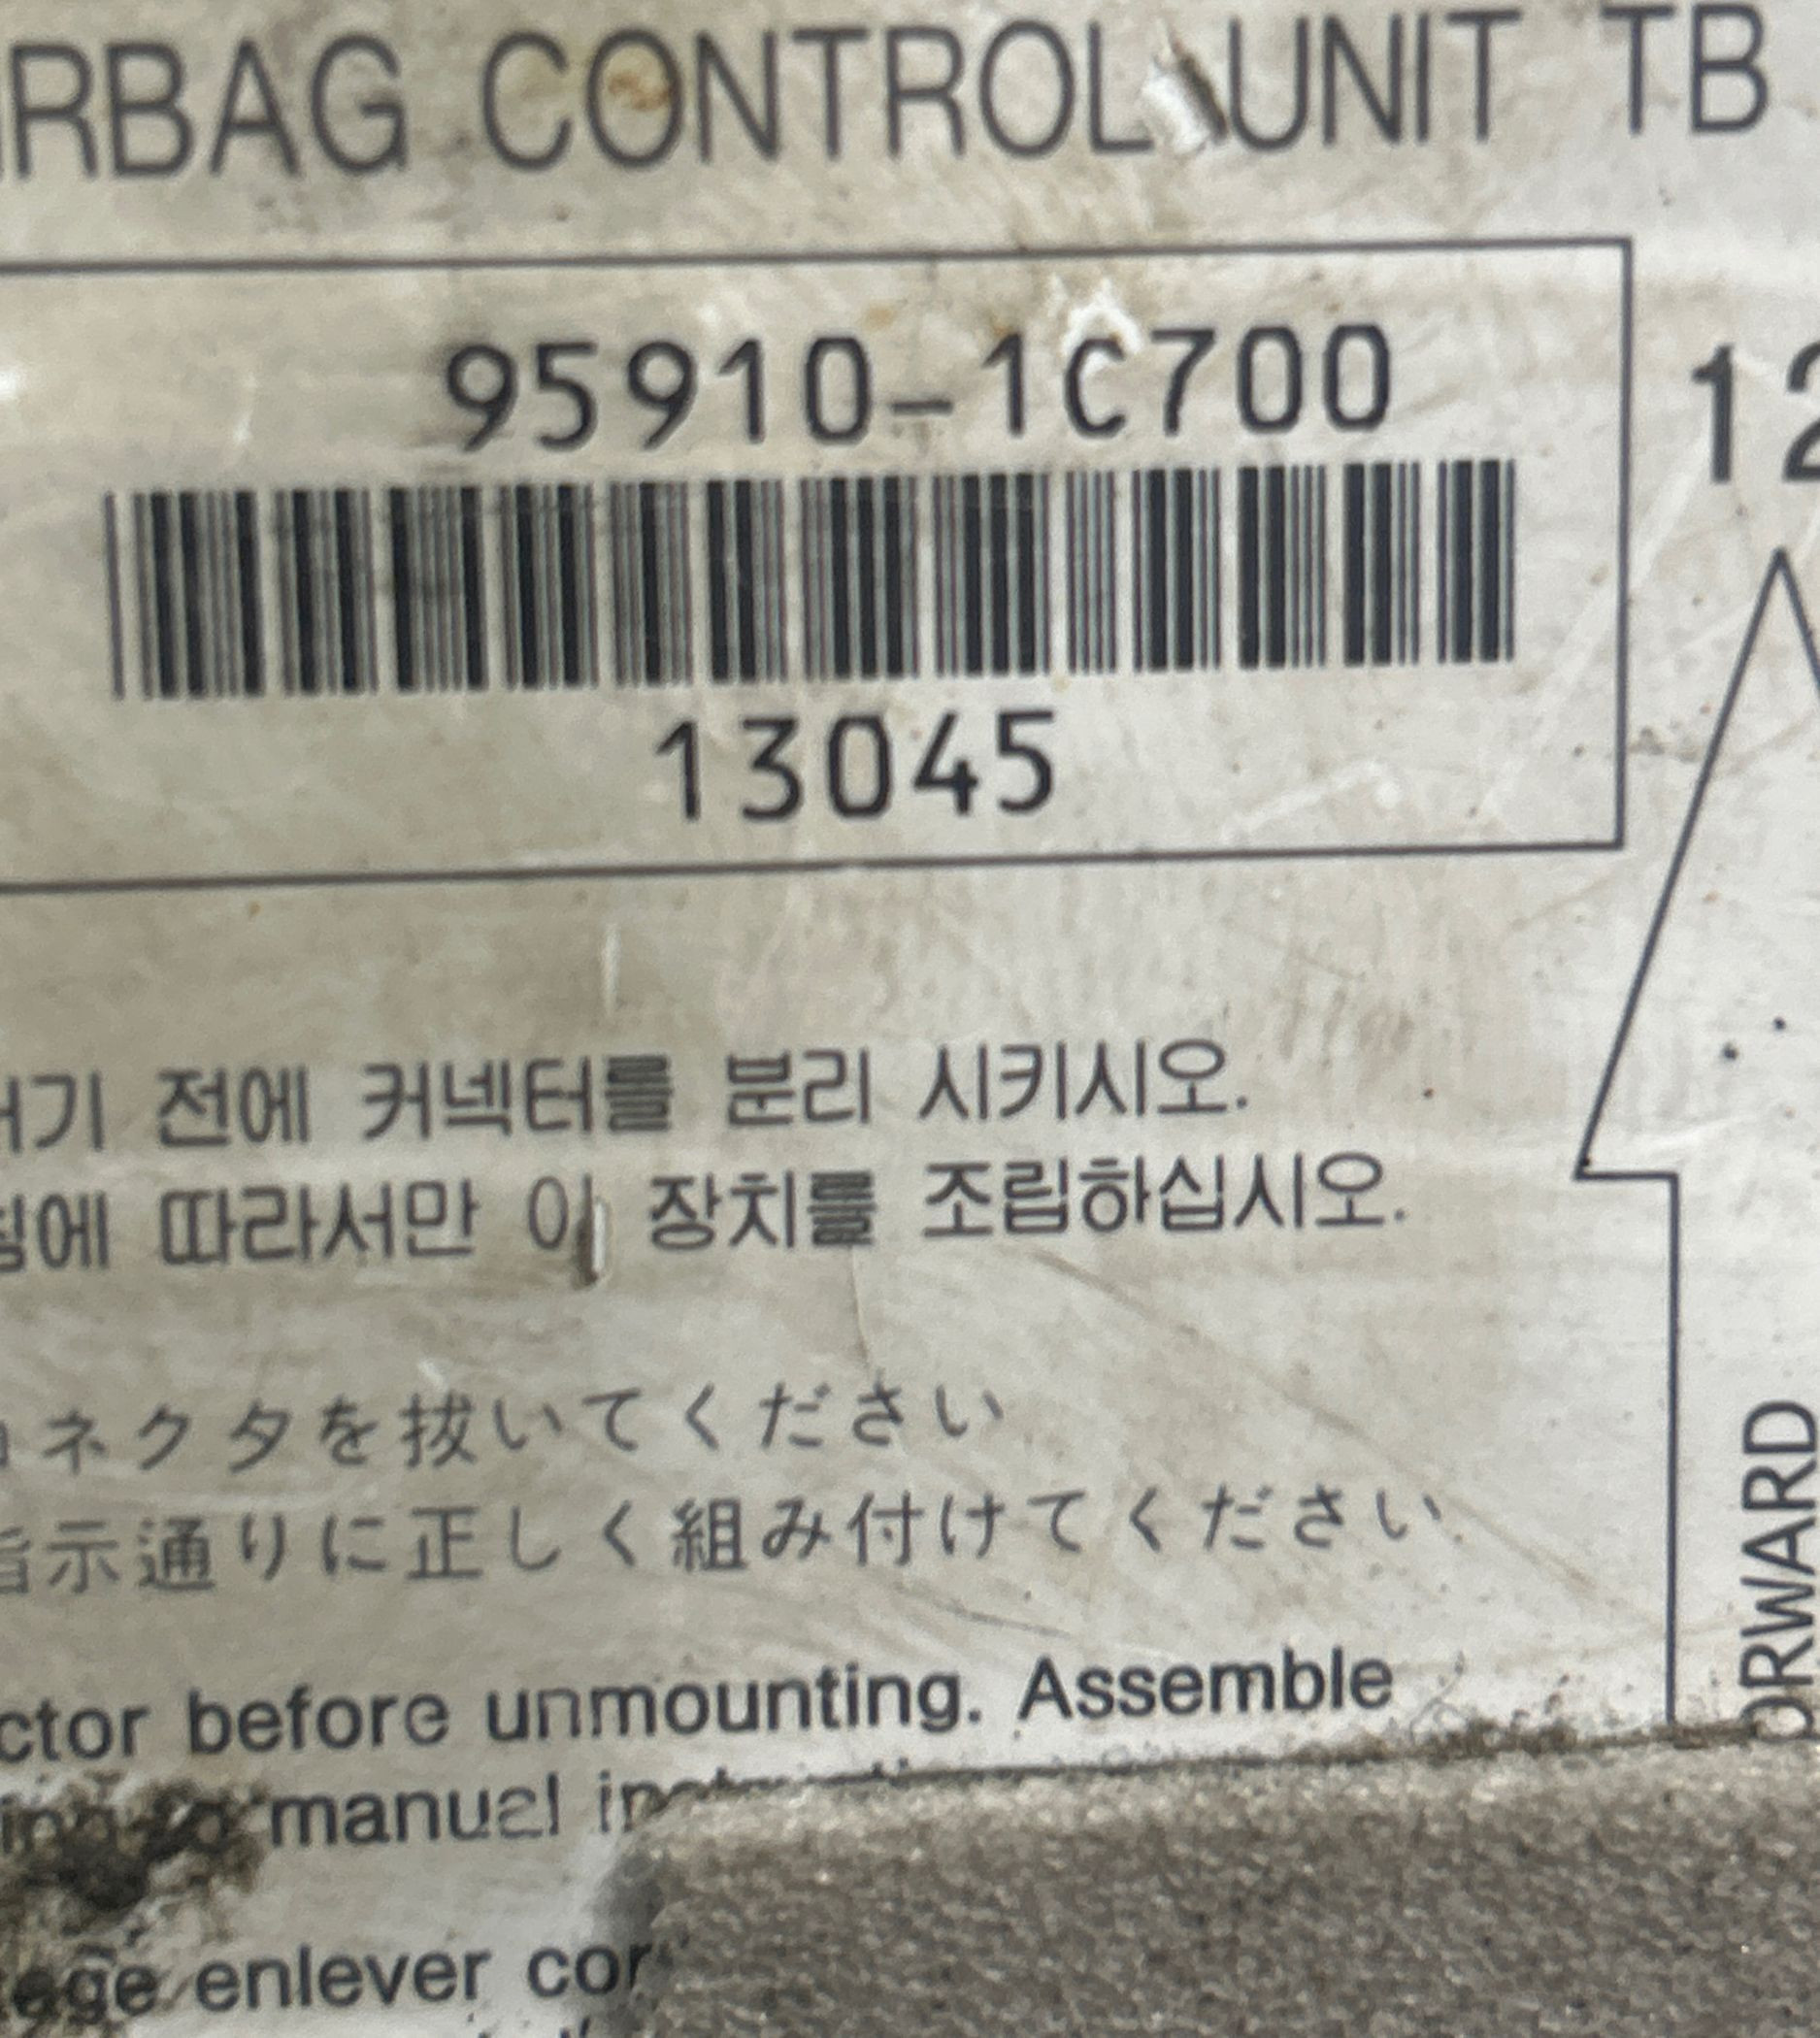 RBAG CONTROL UNIT TB
95910-1C700
12
13045
기 전에 커넥터를 분리 시키시오.
에 따라서만 이 장치를 조립하십시오.
ネクタを抜いてください
指示通りに正しく組み付けてください.
ctor before unmounting. Assemble
manual
enlever
ORWARD